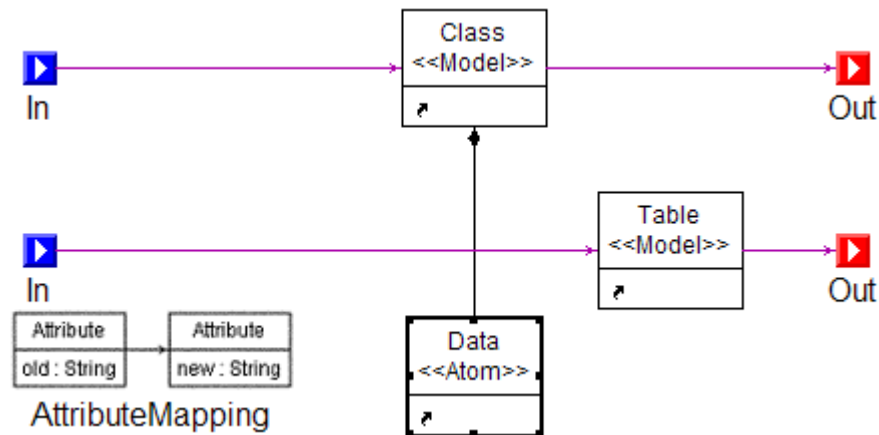 Class
<<Model>>
In
Out
Table
<<Model>>
In
Out
Attribute
old : String
Attribute
new : String
AttributeMapping
Data
<<Atom>>